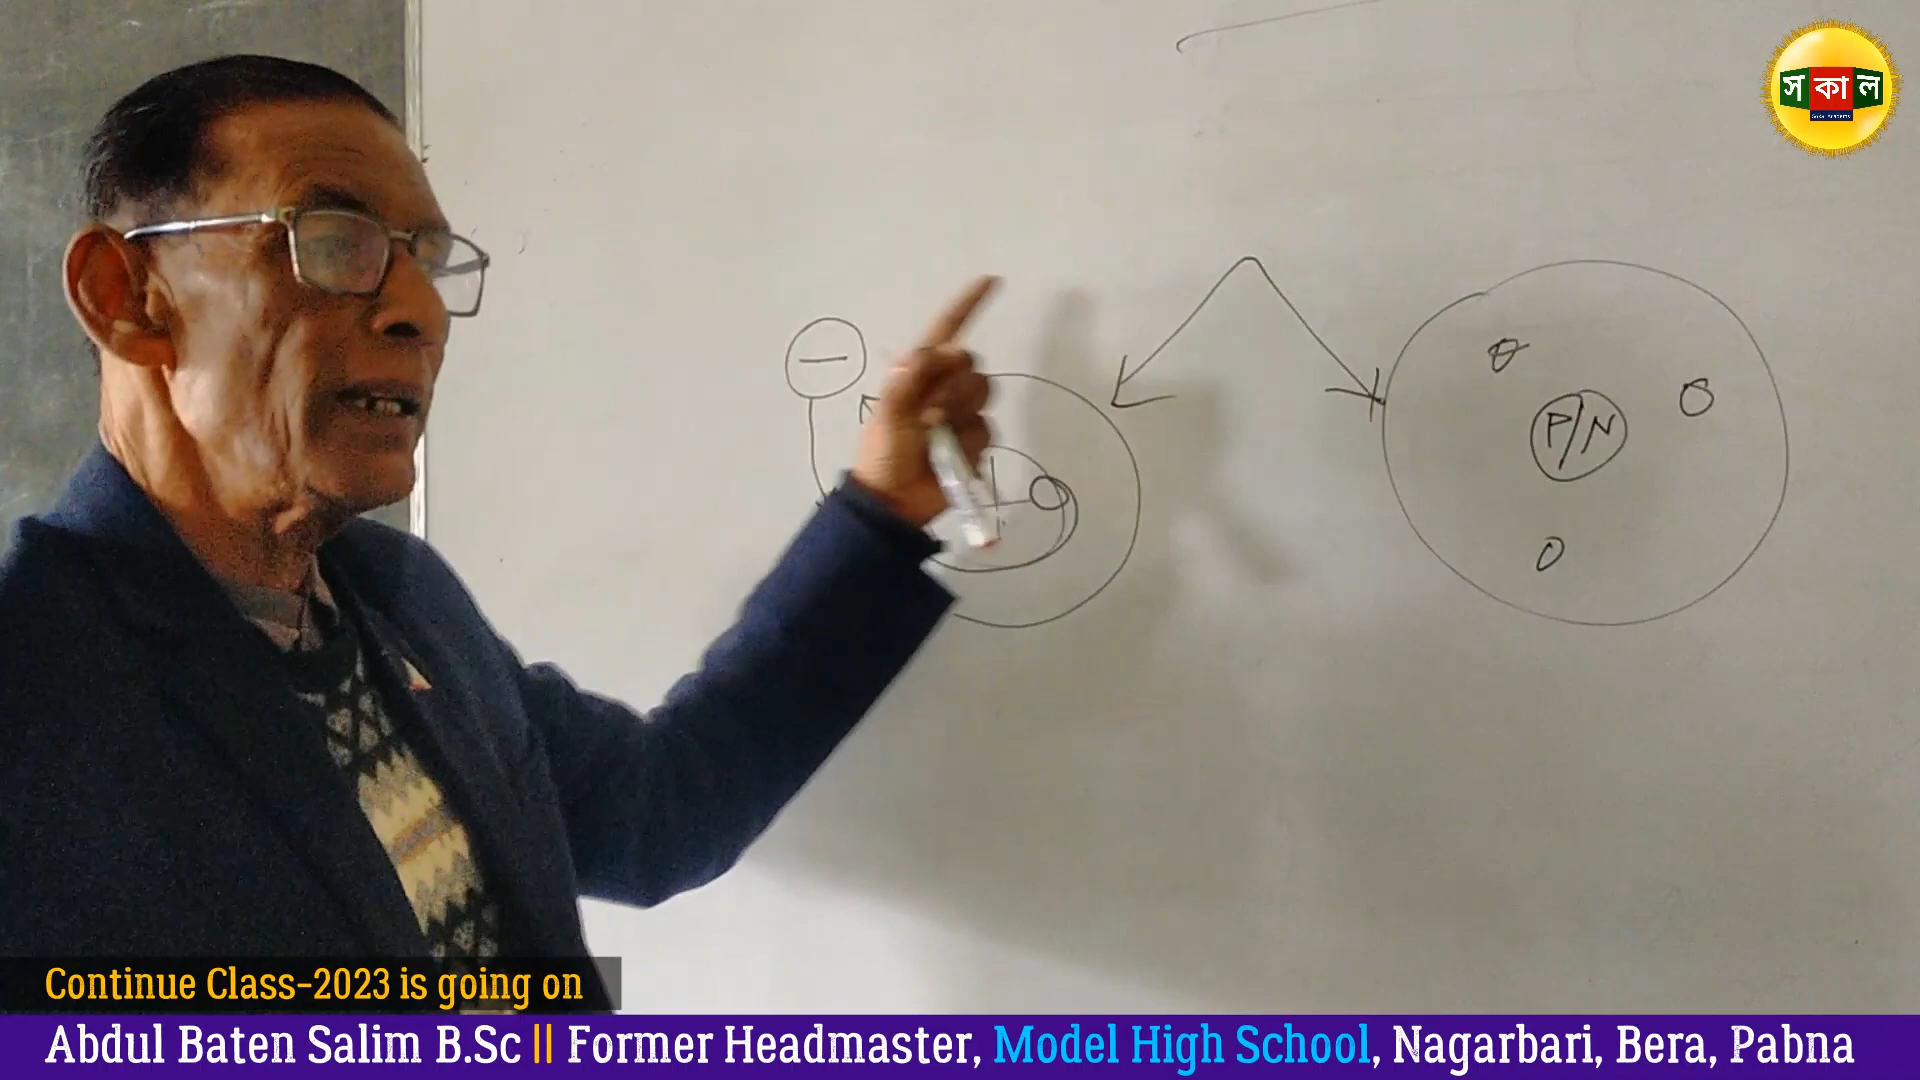 সকাল
P/N
Continue Class-2023 is going on
Abdul Baten Salim B.Sc || Former Headmaster, Model High School, Nagarbari, Bera, Pabna